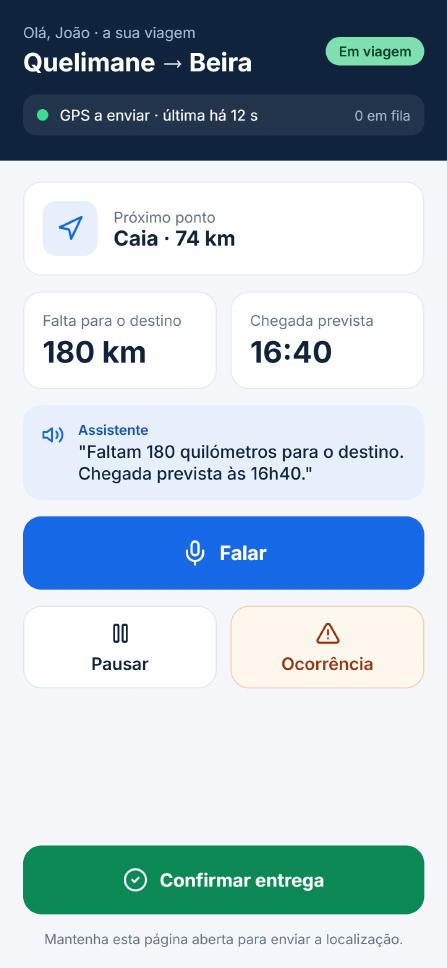 Olá, João · a sua viagem
Quelimane → Beira
Em viagem
GPS a enviar · última há 12 s
0 em fila
Próximo ponto
Caia · 74 km
Falta para o destino
180 km
Chegada prevista
16:40
Assistente
"Faltam 180 quilómetros para o destino.
Chegada prevista às 16h40."
Falar
Pausar
Ocorrência
Confirmar entrega
Mantenha esta página aberta para enviar a localização.